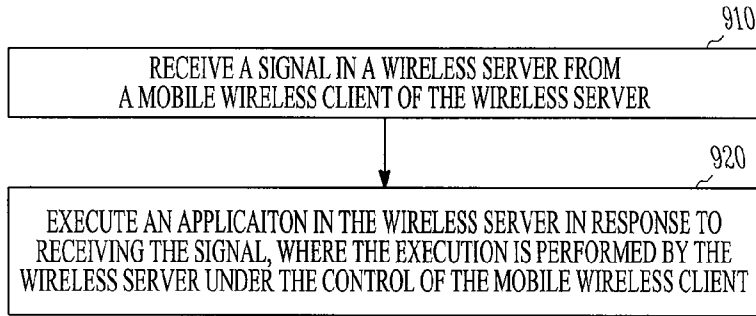 910
RECEIVE A SIGNAL IN A WIRELESS SERVER FROM
A MOBILE WIRELESS CLIENT OF THE WIRELESS SERVER
920
EXECUTE AN APPLICAITON IN THE WIRELESS SERVER IN RESPONSE TO
RECEIVING THE SIGNAL, WHERE THE EXECUTION IS PERFORMED BY THE
WIRELESS SERVER UNDER THE CONTROL OF THE MOBILE WIRELESS CLIENT